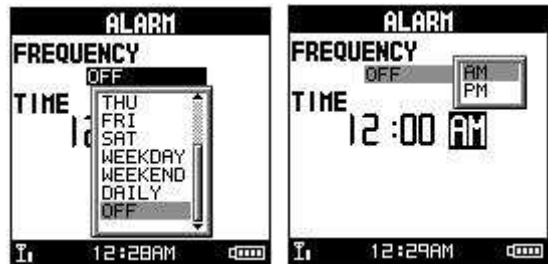 ALARM
FREQUENCY
OFF
TIME
THU
FRI
SAT
WEEKDAY
WEEKEND
DAILY
OFF
12:28AM
ALARM
FREQUENCY
OFF
AM
PM
TIME
12:00 AM
12:29AM